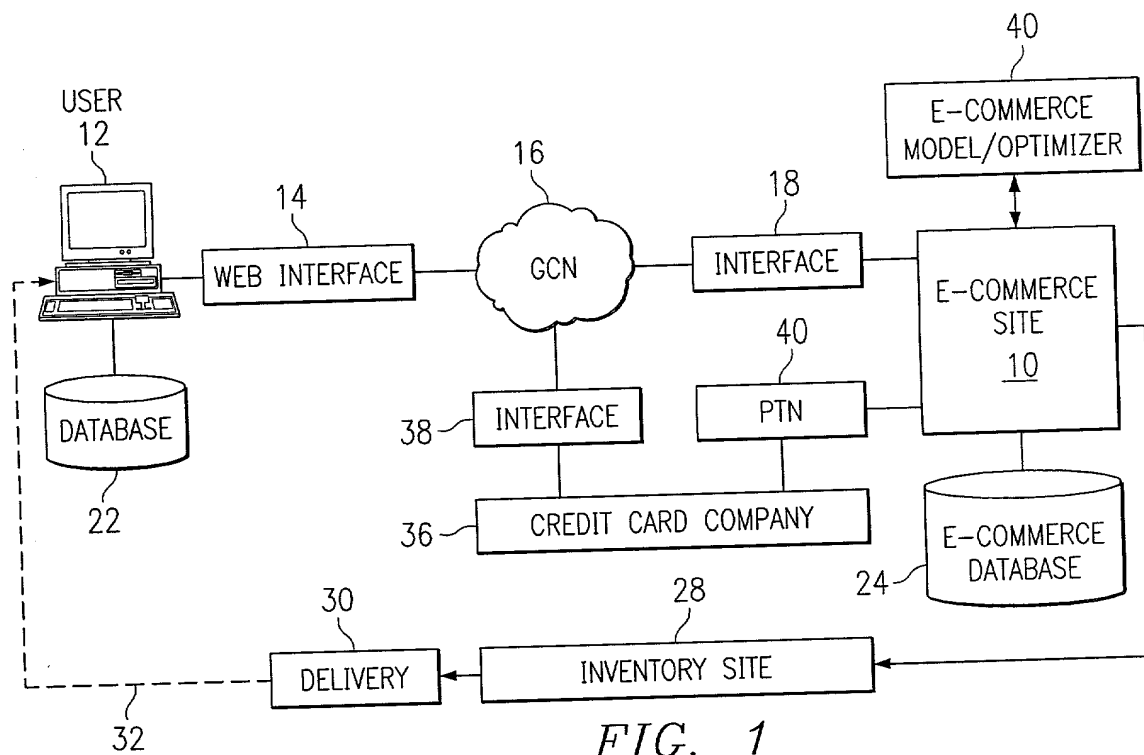 40
E-COMMERCE
MODEL/OPTIMIZER
USER
12
16
14
18
WEB INTERFACE
GCN
INTERFACE
E-COMMERCE
SITE
10
40
DATABASE
38
INTERFACE
PTN
22
36
CREDIT CARD COMPANY
E-COMMERCE
DATABASE
24
30
28
DELIVERY
INVENTORY SITE
32
FIG. 1